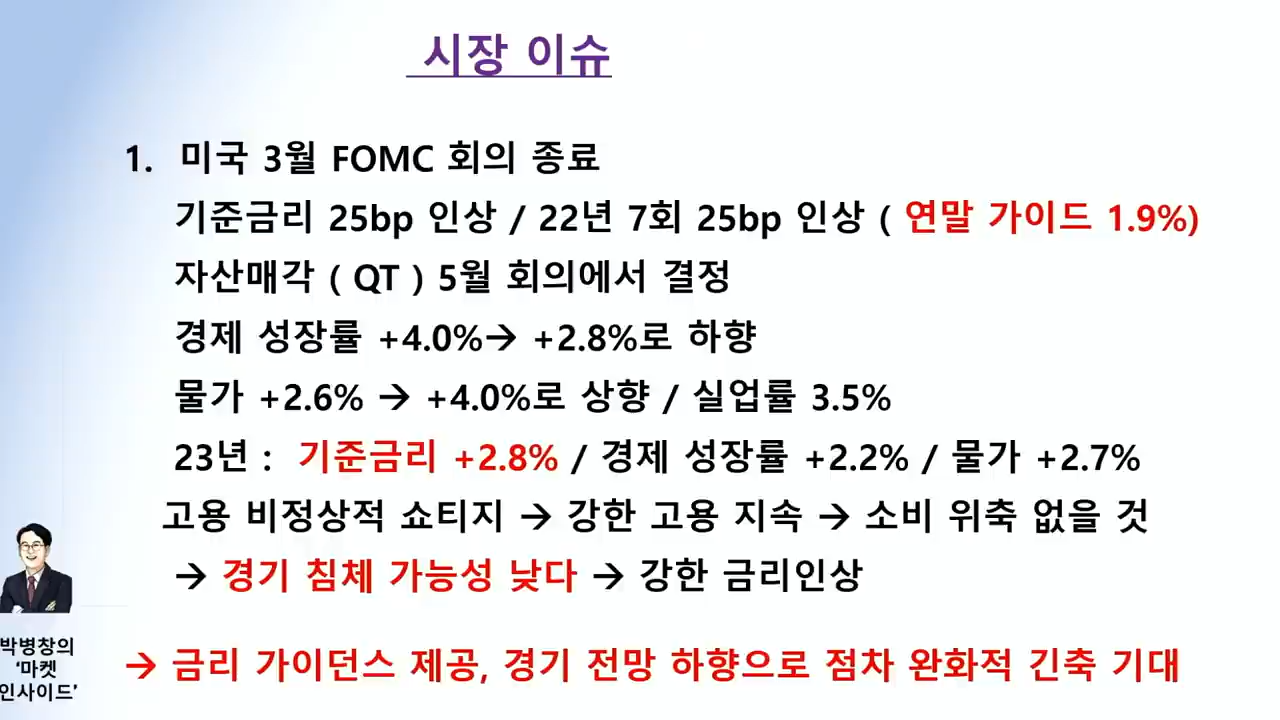 시장 이슈
1. 미국 3월 FOMC 회의 종료
기준금리 25bp 인상 / 22년 7회 25bp 인상 ( 연말 가이드 1.9%)
자산매각 ( QT ) 5월 회의에서 결정
경제 성장률 +4.0%→ +2.8%로 하향
물가 +2.6% → +4.0%로 상향 / 실업률 3.5%
23년 : 기준금리 +2.8% / 경제 성장률 +2.2% / 물가 +2.7%
고용 비정상적 쇼티지 → 강한 고용 지속 → 소비 위축 없을 것
→ 경기 침체 가능성 낮다 → 강한 금리인상
→ 금리 가이던스 제공, 경기 전망 하향으로 점차 완화적 긴축 기대
박병창의
‘마켓
인사이드’